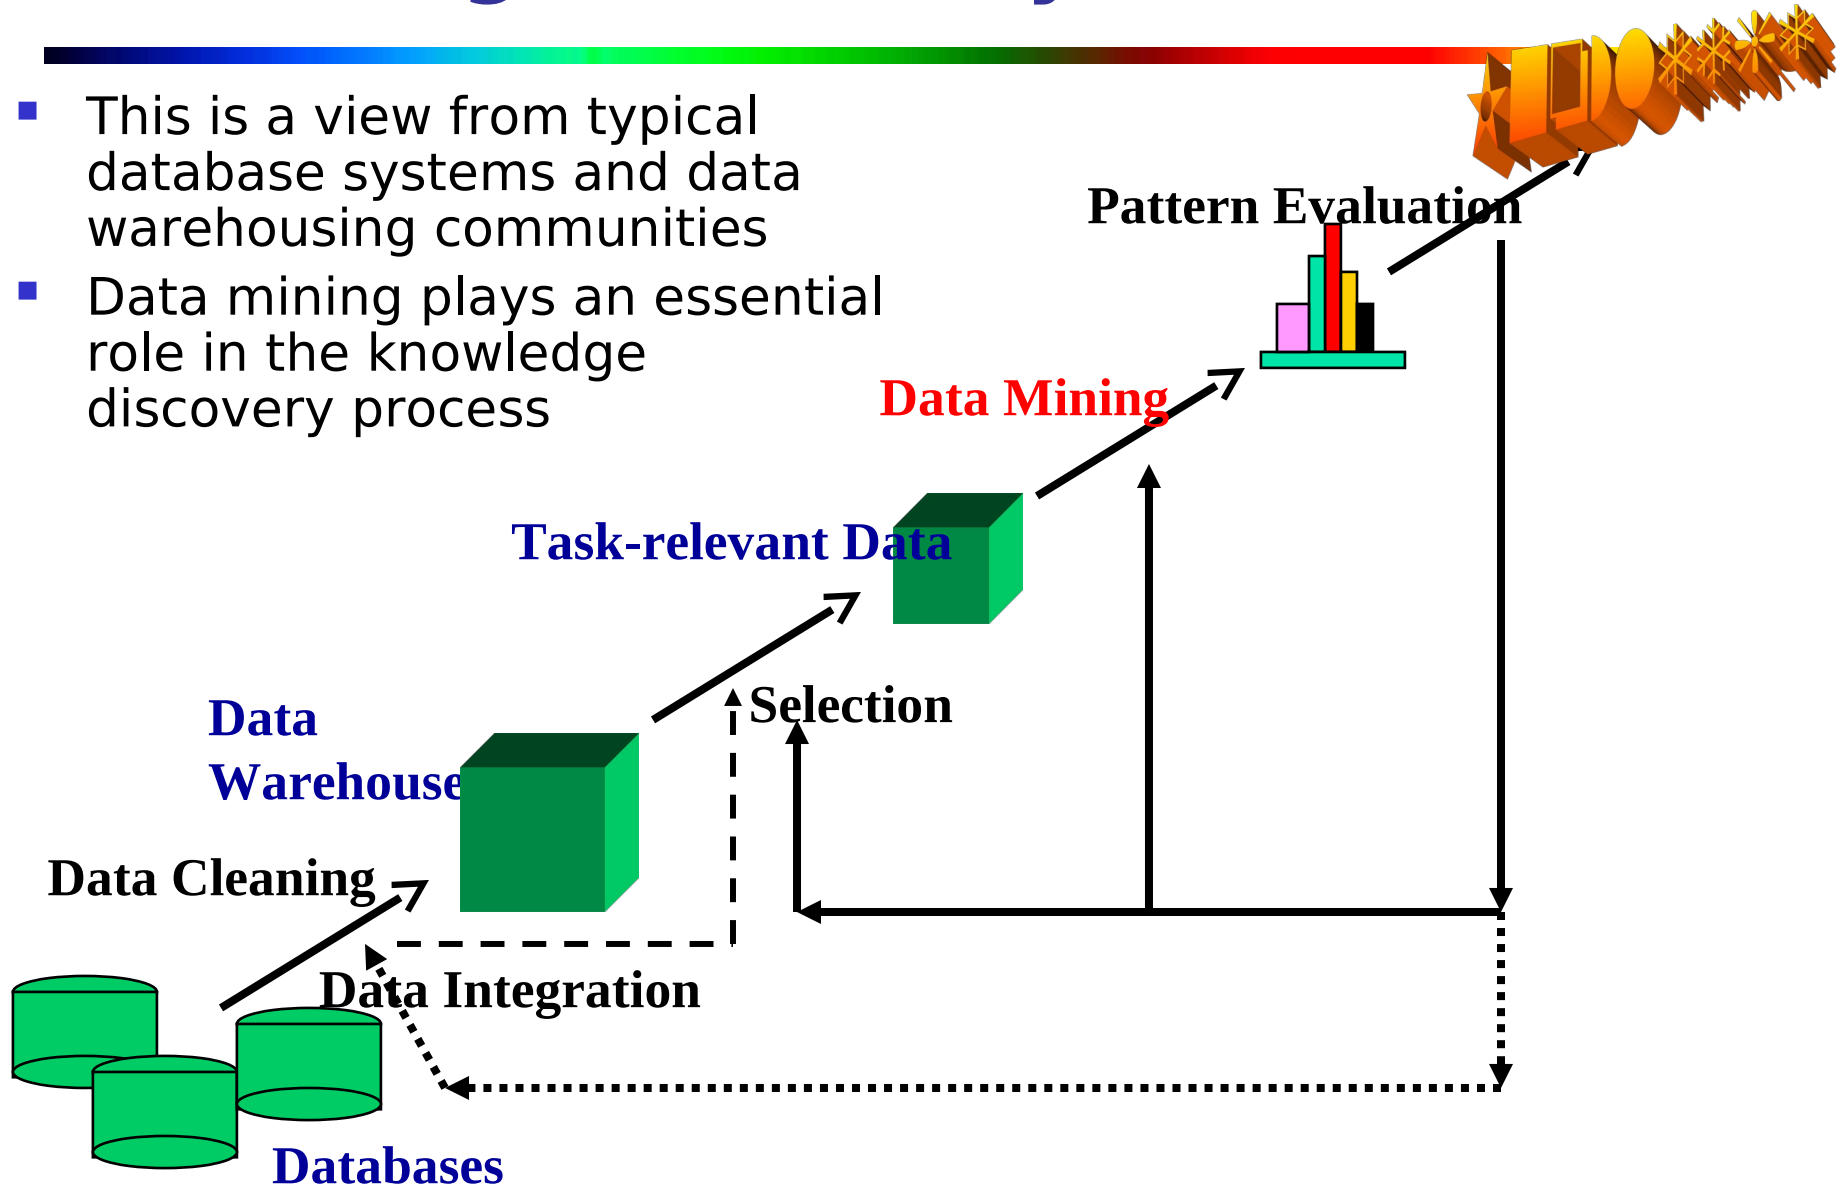 This is a view from typical
database systems and data
warehousing communities
Data mining plays an essential
role in the knowledge
discovery process
Pattern Evaluation
Data Mining
Task-relevant Data
Selection
Data
Warehouse
Data Cleaning
Data Integration
Databases